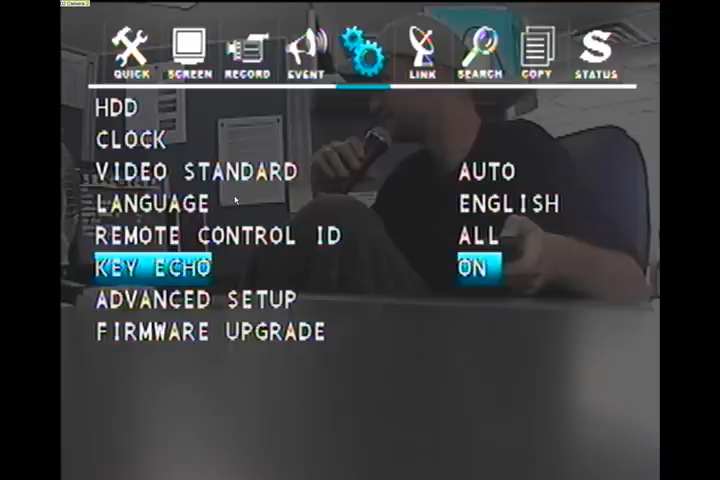 QUICK SCREEN RECORD EVENT LINK SEARCH COPY STATUS
HDD
CLOCK
VIDEO STANDARD AUTO
LANGUAGE ENGLISH
REMOTE CONTROL ID ALL
KEY ECHO ON
ADVANCED SETUP
FIRMWARE UPGRADE